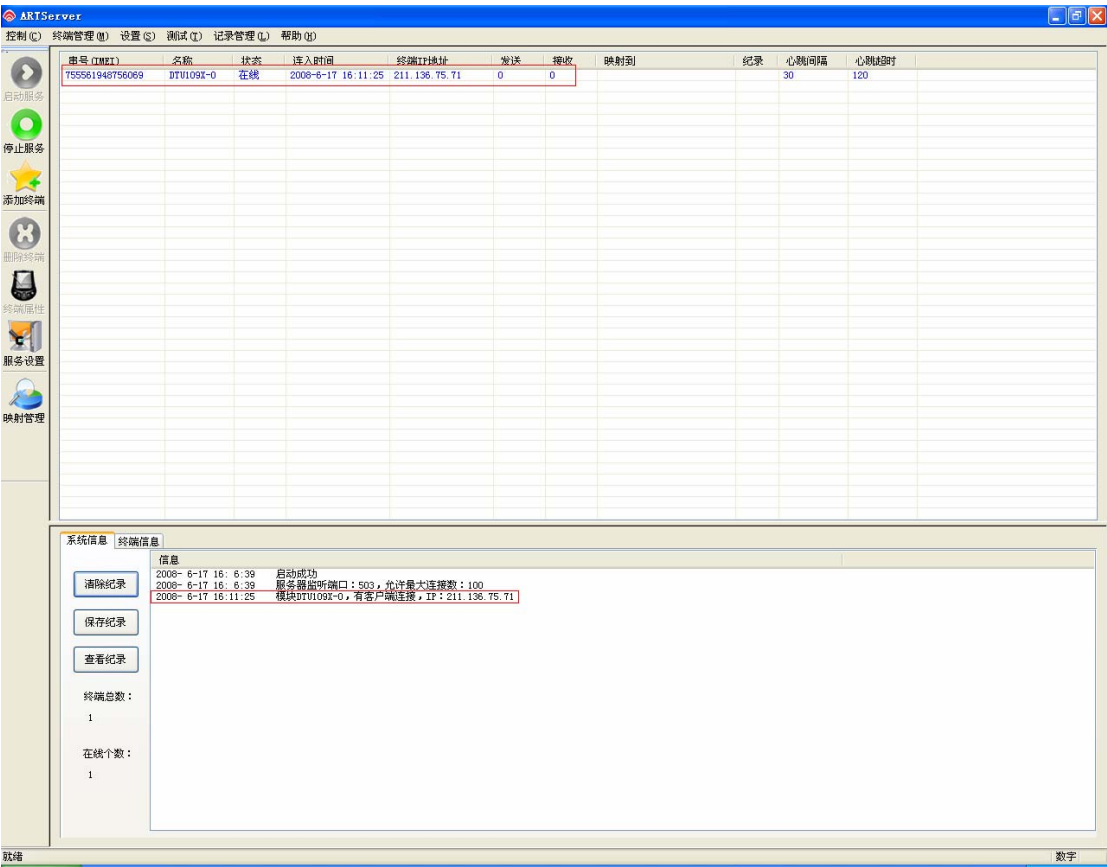 ARTServer
控制(C) 终端管理(M) 设置(S) 测试(T) 记录管理(L) 帮助(H)
串号(IMEI) 名称 状态 连入时间 终端IP地址 发送 接收 映射到 纪录 心跳间隔 心跳超时
755561948756069 DTU109X-0 在线 2008-6-17 16:11:25 211.136.75.71 0 0 30 120
启动服务
停止服务
添加终端
删除终端
终端属性
服务设置
映射管理
系统信息 终端信息
信息
2008- 6-17 16: 6:39 启动成功
2008- 6-17 16: 6:39 服务器监听端口:503,允许最大连接数:100
2008- 6-17 16:11:25 模块DTU109X-0,有客户端连接,IP:211.136.75.71
清除纪录
保存纪录
查看纪录
终端总数:
1
在线个数:
1
就绪 数字